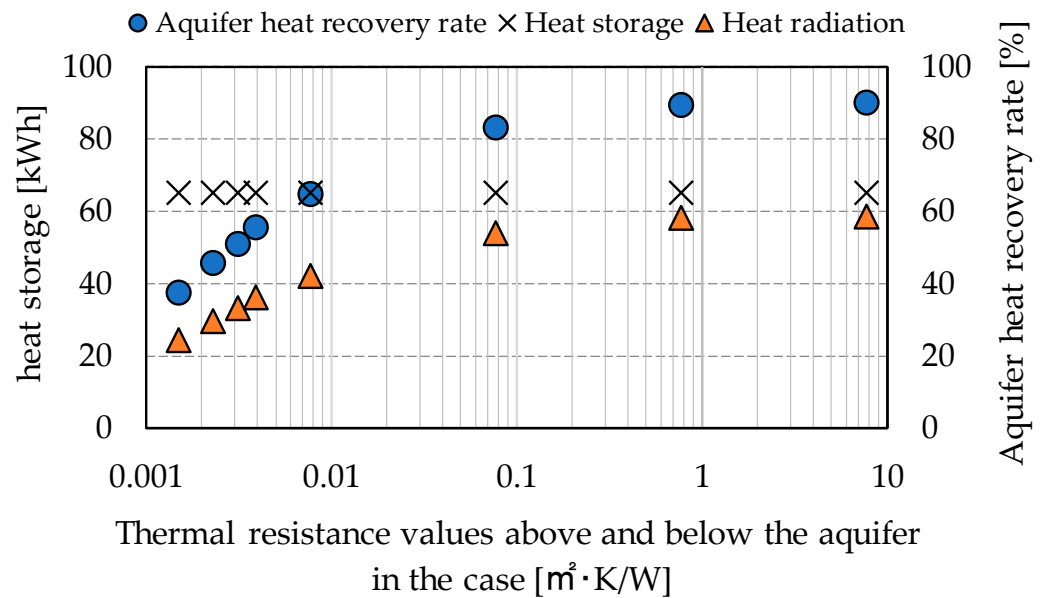 Aquifer heat recovery rate Heat storage Heat radiation
heat storage [kWh]
100
80
60
40
20
0
100
80
60
40
20
0
Aquifer heat recovery rate [%]
0.001 0.01 0.1 1 10
Thermal resistance values above and below the aquifer
in the case [㎡·K/W]